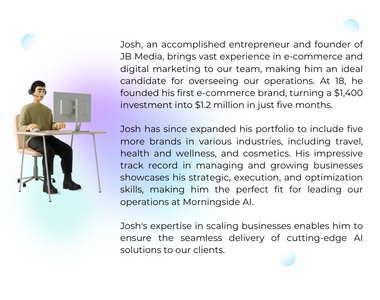 Josh, an accomplished entrepreneur and founder of
JB Media, brings vast experience in e-commerce and
digital marketing to our team, making him an ideal
candidate for overseeing our operations. At 18, he
founded his first e-commerce brand, turning a $1,400
investment into $1.2 million in just five months.
Josh has since expanded his portfolio to include five
more brands in various industries, including travel,
health and wellness, and cosmetics. His impressive
track record in managing and growing businesses
showcases his strategic, execution, and optimization
skills, making him the perfect fit for leading our
operations at Morningside AI.
Josh's expertise in scaling businesses enables him to
ensure the seamless delivery of cutting-edge AI
solutions to our clients.